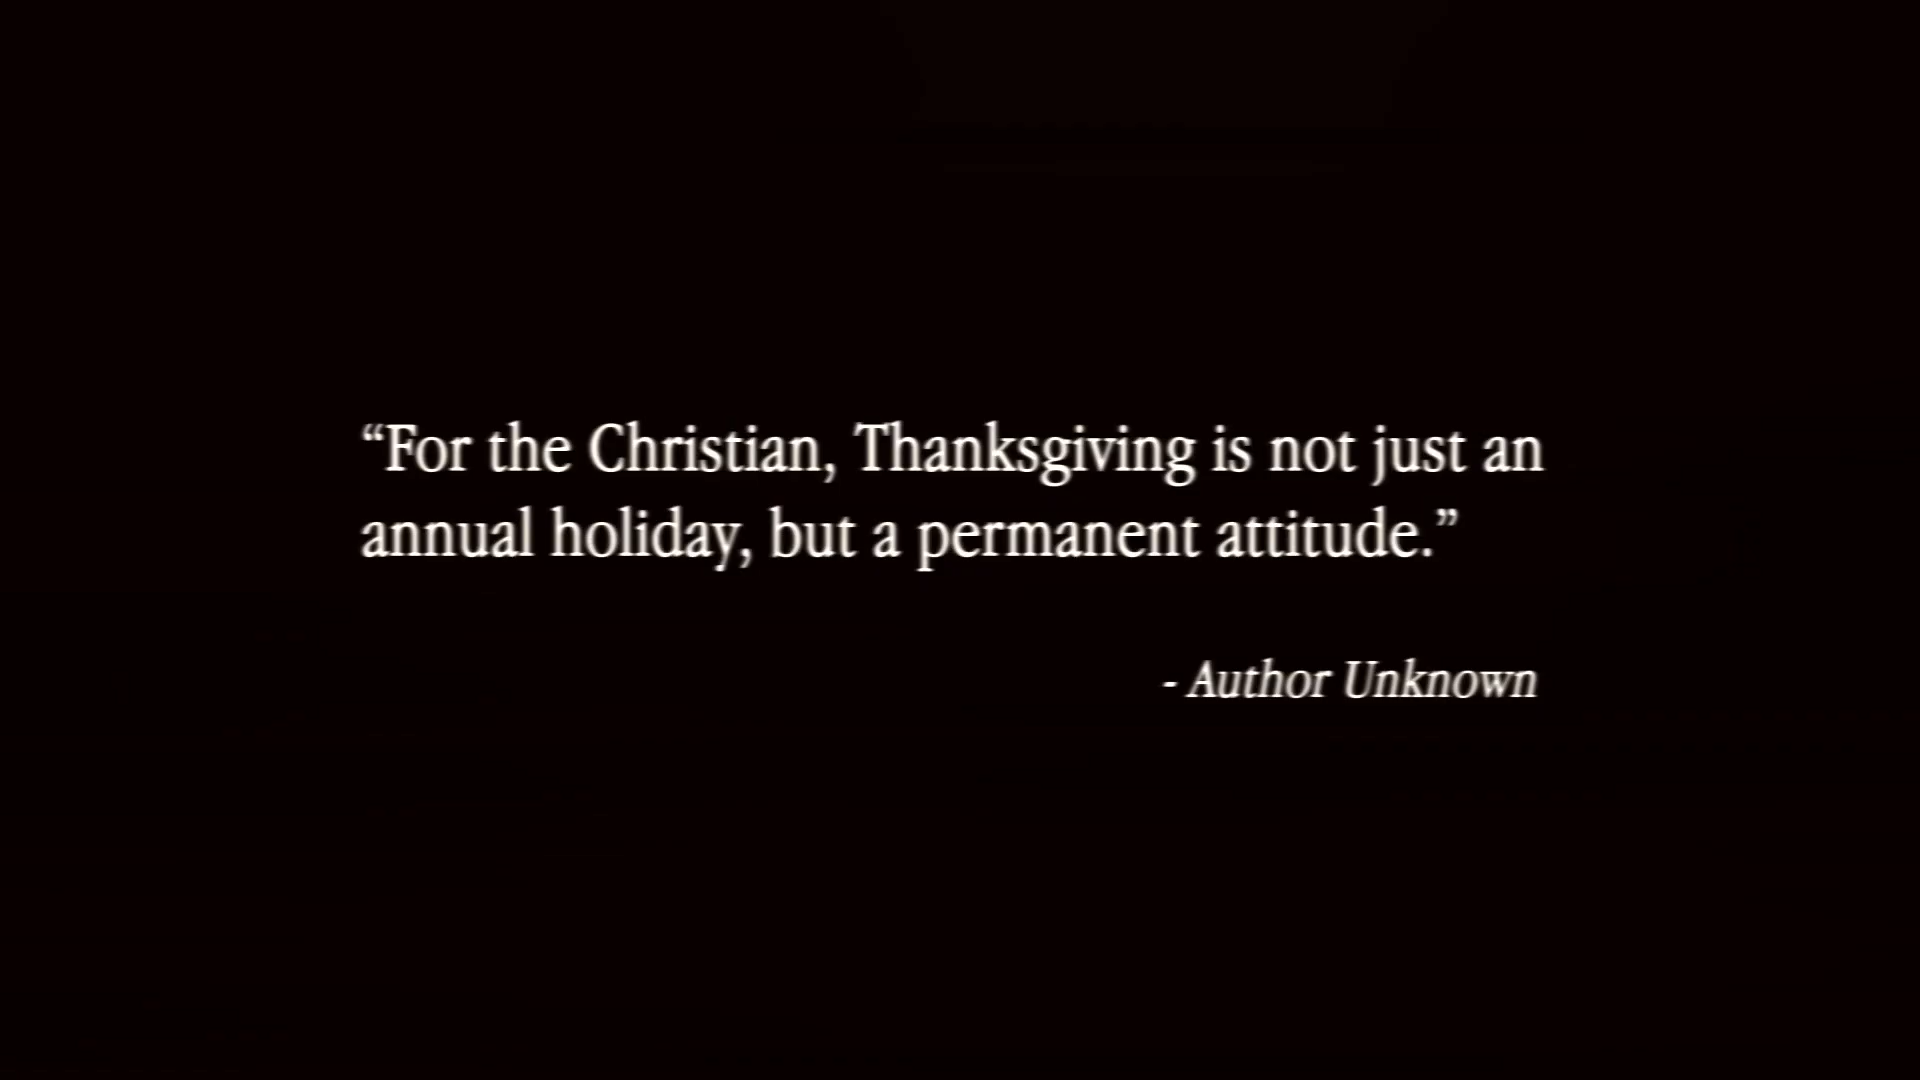 “For the Christian, Thanksgiving is not just an
annual holiday, but a permanent attitude.”
- Author Unknown